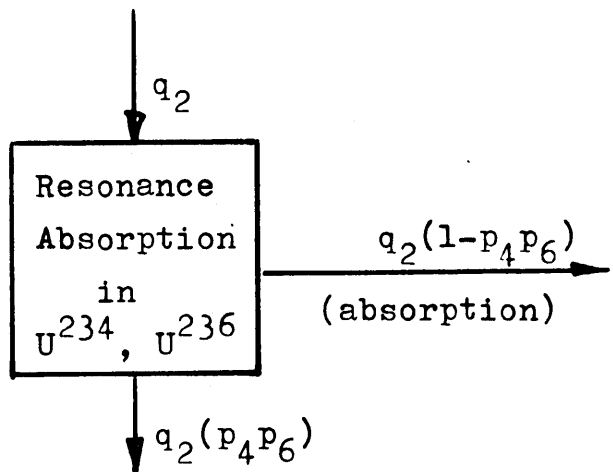 q₂
Resonance
Absorption
in
U²³⁴, U²³⁶
q₂(1-p₄p₆)
(absorption)
q₂(p₄p₆)